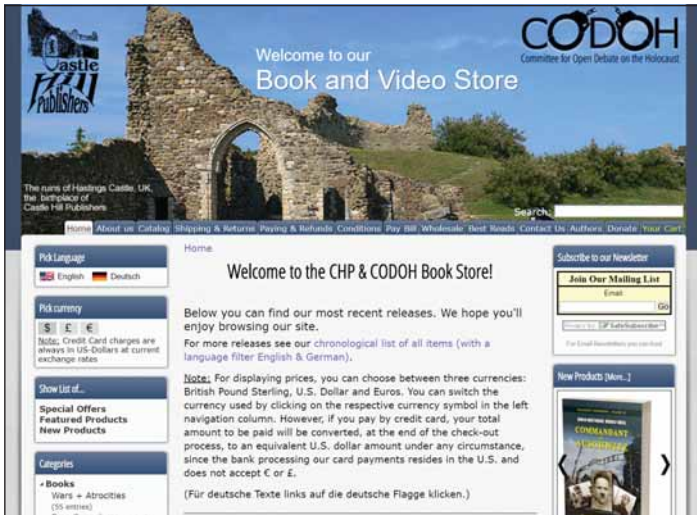 Castle Hill
Publishers
Welcome to our
Book and Video Store
CODOH
Committee for Open Debate on the Holocaust
The ruins of Hastings Castle, UK,
the birthplace of
Castle Hill Publishers
Search:
Home About us Catalog Shipping & Returns Paying & Refunds Conditions Pay Bill Wholesale Best Reads Contact Us Authors Donate Your Cart
Pick Language
English Deutsch
Pick currency
$ £ €
Note: Credit Card charges are
always in US-Dollars at current
exchange rates
Show List of...
Special Offers
Featured Products
New Products
Categories
Books
Wars + Atrocities
(55 entries)
Home
Welcome to the CHP & CODOH Book Store!
Below you can find our most recent releases. We hope you'll
enjoy browsing our site.
For more releases see our chronological list of all items (with a
language filter English & German).
Note: For displaying prices, you can choose between three currencies:
British Pound Sterling, U.S. Dollar and Euros. You can switch the
currency used by clicking on the respective currency symbol in the left
navigation column. However, if you pay by credit card, your total
amount to be paid will be converted, at the end of the check-out
process, to an equivalent U.S. dollar amount under any circumstance,
since the bank processing our card payments resides in the U.S. and
does not accept € or £.
(Für deutsche Texte links auf die deutsche Flagge klicken.)
Subscribe to our Newsletter
Join Our Mailing List
Email:
Go
Privacy by SafeSubscribe
For Email Newsletters you can trust
New Products [More...]
COMMANDANT
AUSCHWITZ